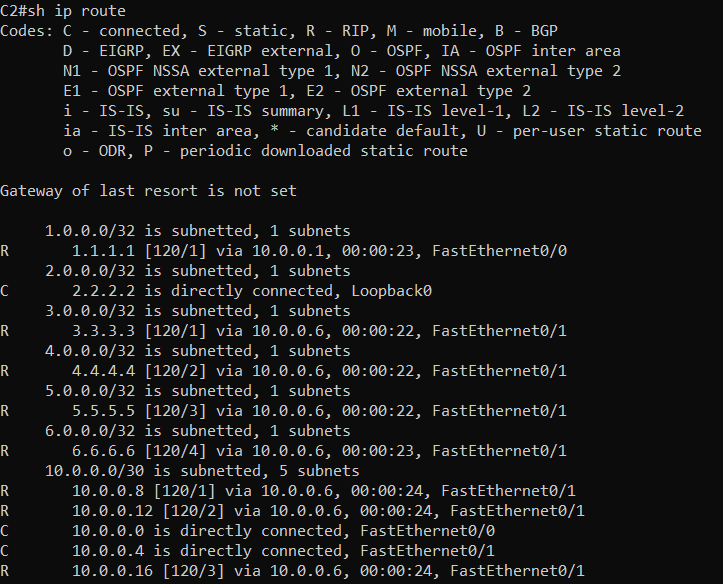 C2#sh ip route
Codes: C - connected, S - static, R - RIP, M - mobile, B - BGP
       D - EIGRP, EX - EIGRP external, O - OSPF, IA - OSPF inter area
       N1 - OSPF NSSA external type 1, N2 - OSPF NSSA external type 2
       E1 - OSPF external type 1, E2 - OSPF external type 2
       i - IS-IS, su - IS-IS summary, L1 - IS-IS level-1, L2 - IS-IS level-2
       ia - IS-IS inter area, * - candidate default, U - per-user static route
       o - ODR, P - periodic downloaded static route

Gateway of last resort is not set

     1.0.0.0/32 is subnetted, 1 subnets
R       1.1.1.1 [120/1] via 10.0.0.1, 00:00:23, FastEthernet0/0
     2.0.0.0/32 is subnetted, 1 subnets
C       2.2.2.2 is directly connected, Loopback0
     3.0.0.0/32 is subnetted, 1 subnets
R       3.3.3.3 [120/1] via 10.0.0.6, 00:00:22, FastEthernet0/1
     4.0.0.0/32 is subnetted, 1 subnets
R       4.4.4.4 [120/2] via 10.0.0.6, 00:00:22, FastEthernet0/1
     5.0.0.0/32 is subnetted, 1 subnets
R       5.5.5.5 [120/3] via 10.0.0.6, 00:00:22, FastEthernet0/1
     6.0.0.0/32 is subnetted, 1 subnets
R       6.6.6.6 [120/4] via 10.0.0.6, 00:00:23, FastEthernet0/1
     10.0.0.0/30 is subnetted, 5 subnets
R       10.0.0.8 [120/1] via 10.0.0.6, 00:00:24, FastEthernet0/1
R       10.0.0.12 [120/2] via 10.0.0.6, 00:00:24, FastEthernet0/1
C       10.0.0.0 is directly connected, FastEthernet0/0
C       10.0.0.4 is directly connected, FastEthernet0/1
R       10.0.0.16 [120/3] via 10.0.0.6, 00:00:24, FastEthernet0/1